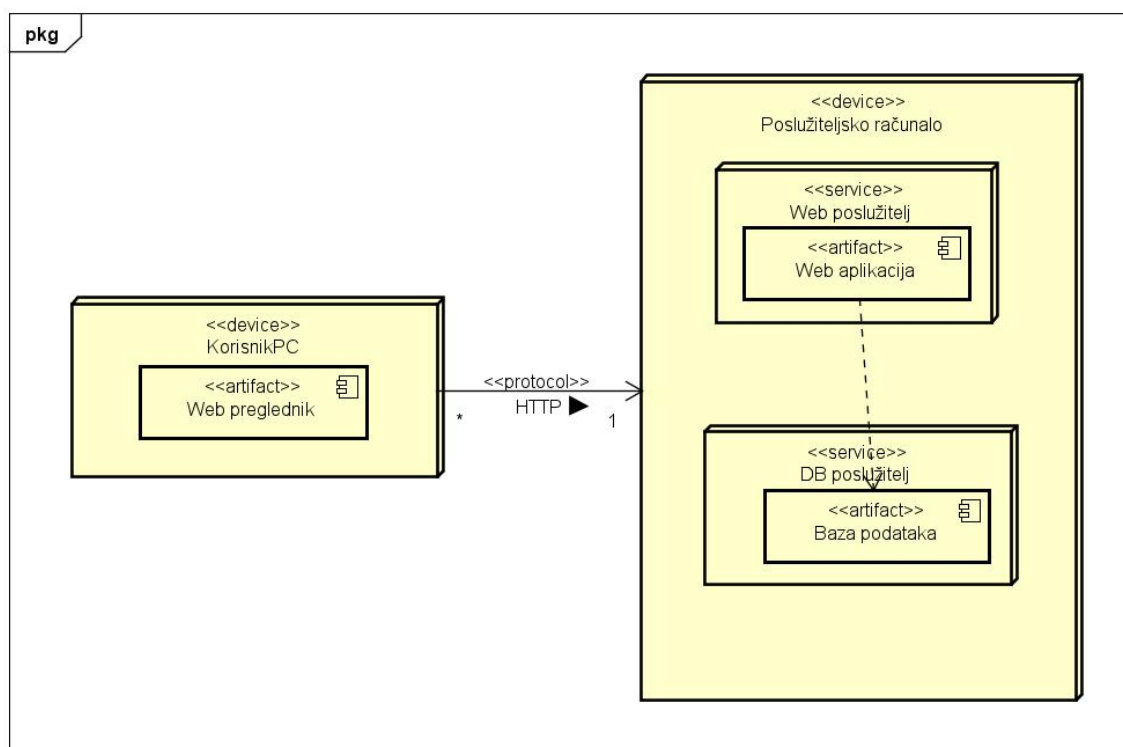 pkg
<<device>>
KorisnikPC
<<artifact>>
Web preglednik
<<protocol>>
HTTP
*
1
<<device>>
Poslužiteljsko računalo
<<service>>
Web poslužitelj
<<artifact>>
Web aplikacija
<<service>>
DB poslužitelj
<<artifact>>
Baza podataka